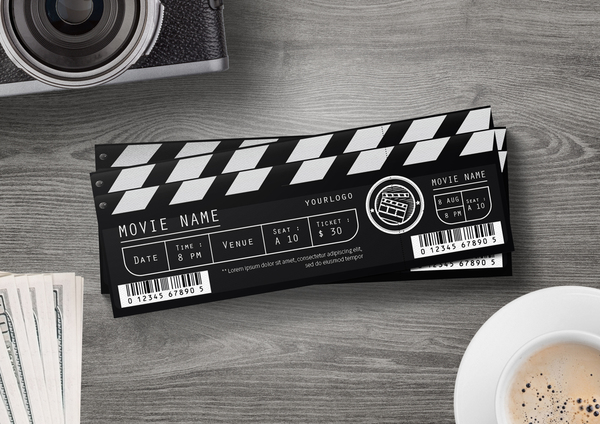 MOVIE NAME
YOURLOGO
DATE
TIME :
8 PM
VENUE
SEAT :
A 10
TICKET :
$ 30
** Lorem ipsum dolor sit amet, consectetur adipiscing elit,
sed do eiusmod tempor
0 12345 67890 5
MOVIE NAME
8 AUG
8 PM
SEAT :
A 10
0 12345 67890 5
0 12345 67890 5